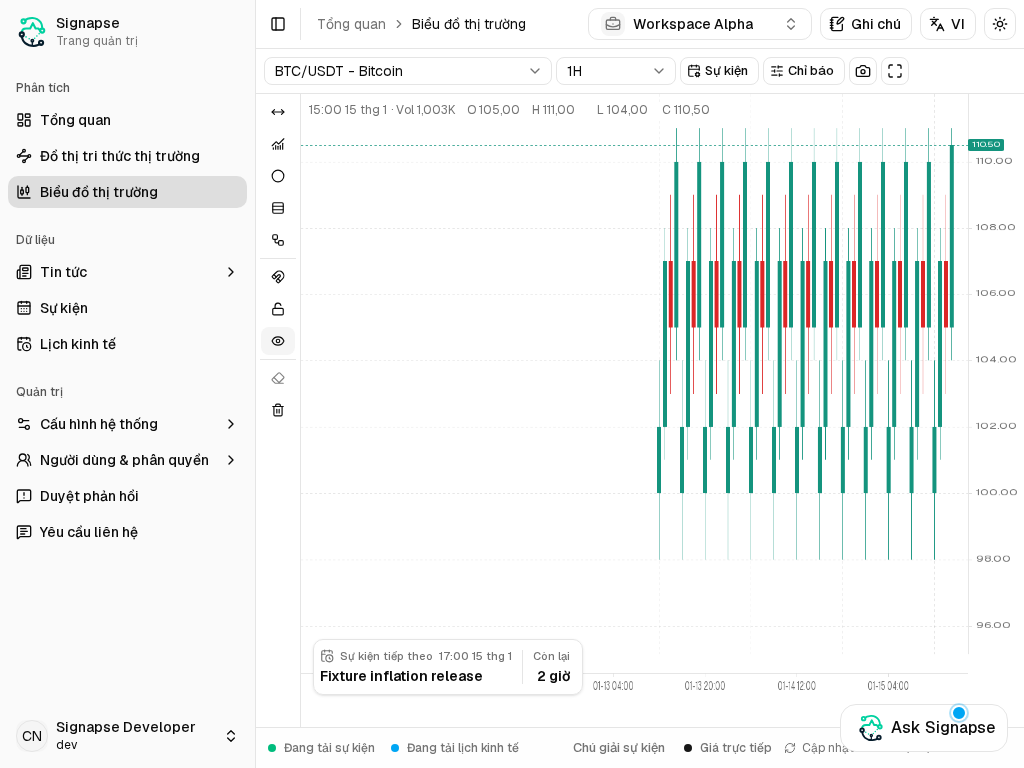 Signapse
Trang quản trị
Phân tích
Tổng quan
Đồ thị tri thức thị trường
Biểu đồ thị trường
Dữ liệu
Tin tức
Sự kiện
Lịch kinh tế
Quản trị
Cấu hình hệ thống
Người dùng & phân quyền
Duyệt phản hồi
Yêu cầu liên hệ
CN
Signapse Developer
dev
Tổng quan > Biểu đồ thị trường
Workspace Alpha
Ghi chú
VI
BTC/USDT - Bitcoin
1H
Sự kiện
Chỉ báo
15:00 15 thg 1 · Vol 1,003K O 105,00 H 111,00 L 104,00 C 110,50
110.50
110.00
108.00
106.00
104.00
102.00
100.00
98.00
96.00
Sự kiện tiếp theo 17:00 15 thg 1
Còn lại
Fixture inflation release
2 giờ
01-13 04:00
01-13 20:00
01-14 12:00
01-15 04:00
Ask Signapse
Đang tải sự kiện
Đang tải lịch kinh tế
Chú giải sự kiện
Giá trực tiếp